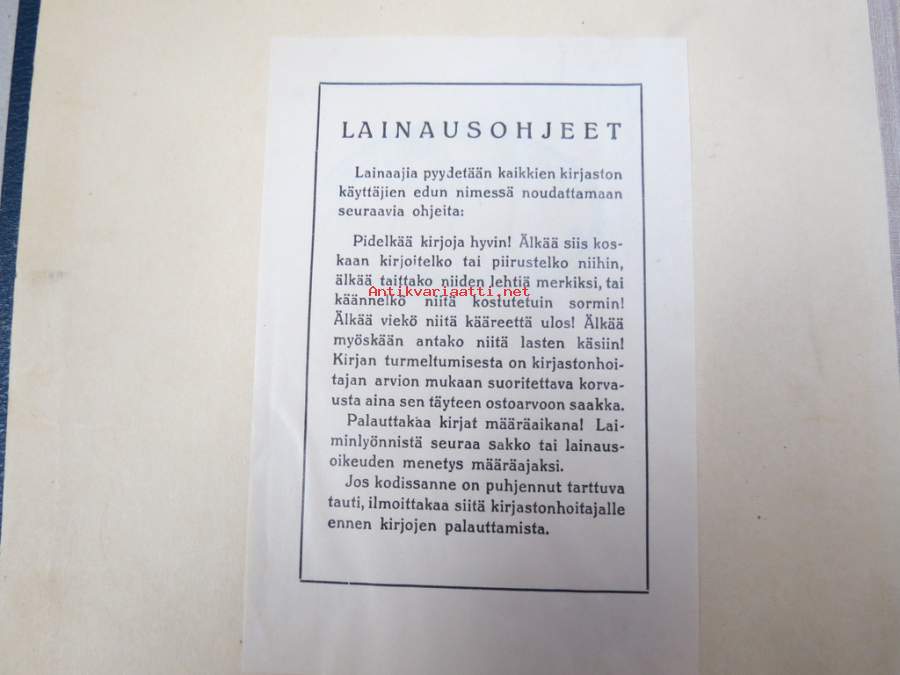 LAINAUSOHJEET
Lainaajia pyydetään kaikkien kirjaston
käyttäjien edun nimessä noudattamaan
seuraavia ohjeita:
Pidelkää kirjoja hyvin! Älkää siis kos-
kaan kirjoitelko tai piirustelko niihin,
älkää taittako niiden lehtiä merkiksi, tai
Antikvariaatti.net
käännelkö niitä kostutetuin sormin!
Älkää viekö niitä kääreettä ulos! Älkää
myöskään antako niitä lasten käsiin!
Kirjan turmeltumisesta on kirjastonhoi-
tajan arvion mukaan suoritettava korva-
usta aina sen täyteen ostoarvoon saakka.
Palauttakaa kirjat määräaikana! Lai-
minlyönnistä seuraa sakko tai lainaus-
oikeuden menetys määräajaksi.
Jos kodissanne on puhjennut tarttuva
tauti, ilmoittakaa siitä kirjastonhoitajalle
ennen kirjojen palauttamista.